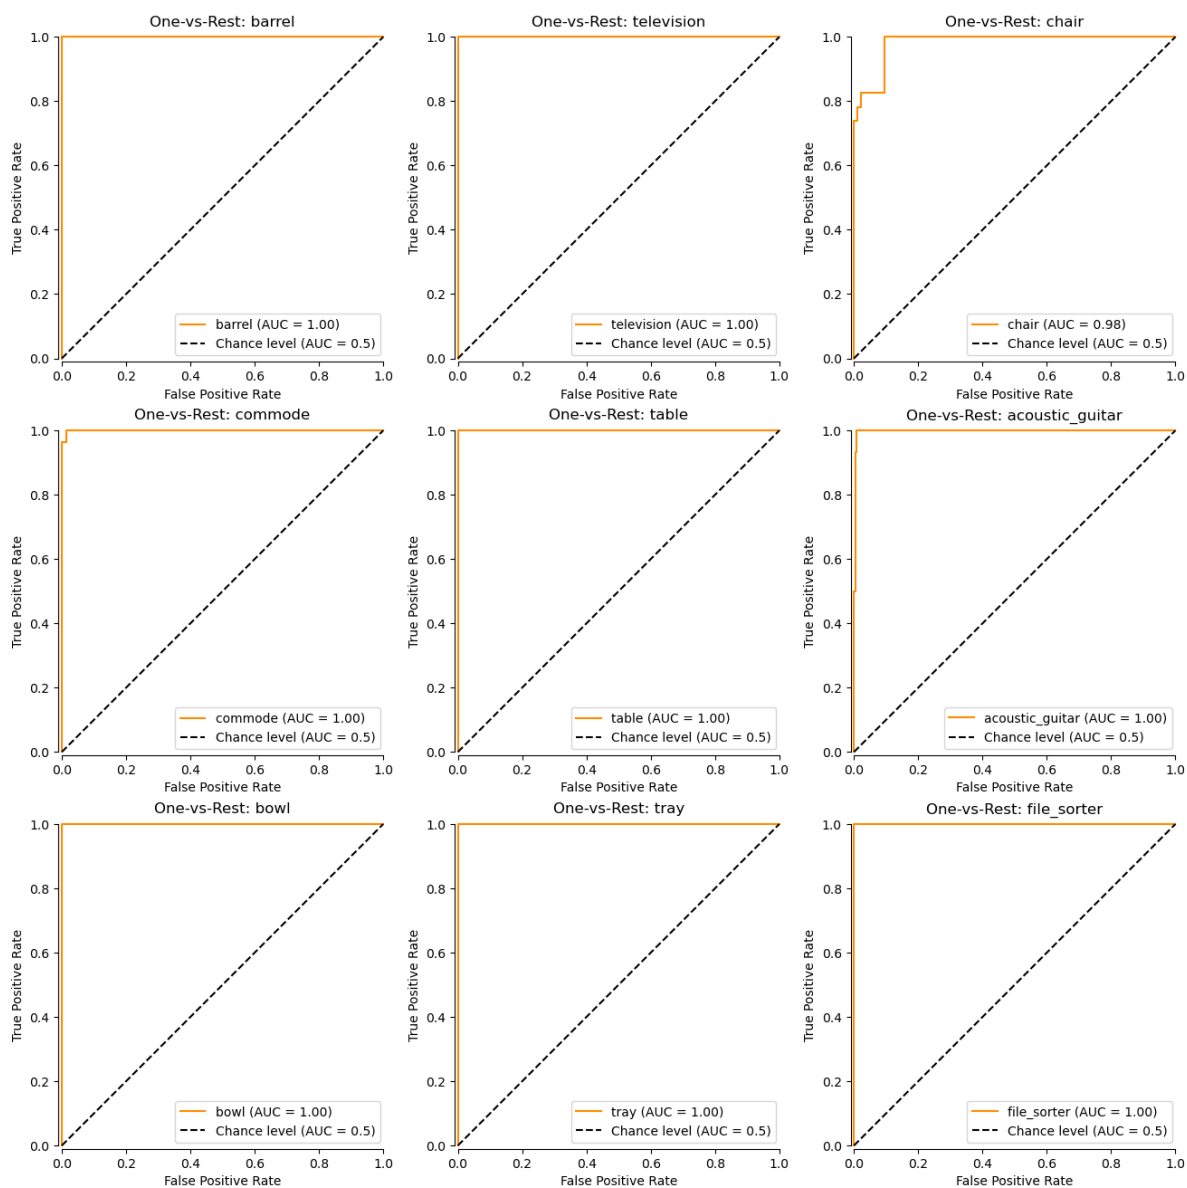 One-vs-Rest: barrel
1.0
0.8
0.6
0.4
0.2
0.0
True Positive Rate
barrel (AUC = 1.00)
Chance level (AUC = 0.5)
0.0 0.2 0.4 0.6 0.8 1.0
False Positive Rate
One-vs-Rest: television
1.0
0.8
0.6
0.4
0.2
0.0
True Positive Rate
television (AUC = 1.00)
Chance level (AUC = 0.5)
0.0 0.2 0.4 0.6 0.8 1.0
False Positive Rate
One-vs-Rest: chair
1.0
0.8
0.6
0.4
0.2
0.0
True Positive Rate
chair (AUC = 0.98)
Chance level (AUC = 0.5)
0.0 0.2 0.4 0.6 0.8 1.0
False Positive Rate
One-vs-Rest: commode
1.0
0.8
0.6
0.4
0.2
0.0
True Positive Rate
commode (AUC = 1.00)
Chance level (AUC = 0.5)
0.0 0.2 0.4 0.6 0.8 1.0
False Positive Rate
One-vs-Rest: table
1.0
0.8
0.6
0.4
0.2
0.0
True Positive Rate
table (AUC = 1.00)
Chance level (AUC = 0.5)
0.0 0.2 0.4 0.6 0.8 1.0
False Positive Rate
One-vs-Rest: acoustic_guitar
1.0
0.8
0.6
0.4
0.2
0.0
True Positive Rate
acoustic_guitar (AUC = 1.00)
Chance level (AUC = 0.5)
0.0 0.2 0.4 0.6 0.8 1.0
False Positive Rate
One-vs-Rest: bowl
1.0
0.8
0.6
0.4
0.2
0.0
True Positive Rate
bowl (AUC = 1.00)
Chance level (AUC = 0.5)
0.0 0.2 0.4 0.6 0.8 1.0
False Positive Rate
One-vs-Rest: tray
1.0
0.8
0.6
0.4
0.2
0.0
True Positive Rate
tray (AUC = 1.00)
Chance level (AUC = 0.5)
0.0 0.2 0.4 0.6 0.8 1.0
False Positive Rate
One-vs-Rest: file_sorter
1.0
0.8
0.6
0.4
0.2
0.0
True Positive Rate
file_sorter (AUC = 1.00)
Chance level (AUC = 0.5)
0.0 0.2 0.4 0.6 0.8 1.0
False Positive Rate